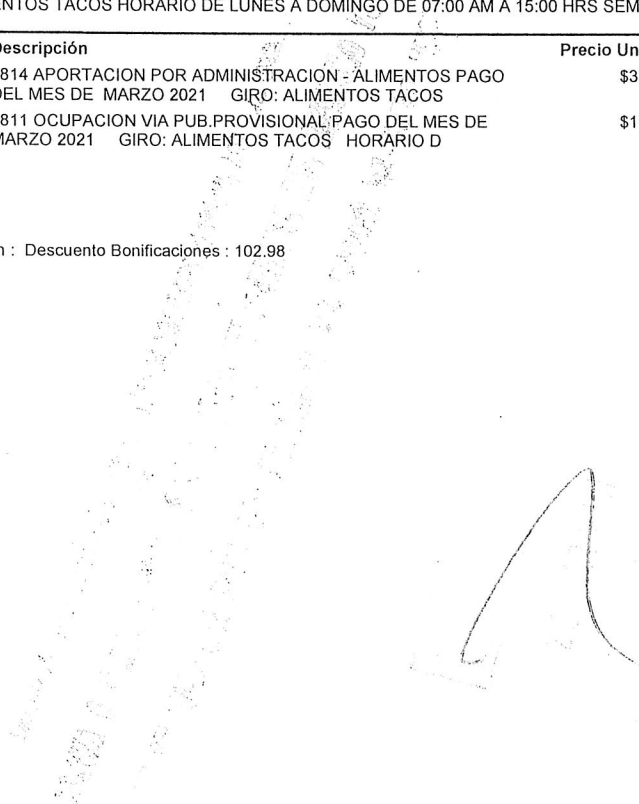 ENTOS TACOS HORARIO DE LUNES A DOMINGO DE 07:00 AM A 15:00 HRS SEM
Descripción Precio Un
814 APORTACION POR ADMINISTRACION - ALIMENTOS PAGO $3
DEL MES DE MARZO 2021 GIRO: ALIMENTOS TACOS
811 OCUPACION VIA PUB.PROVISIONAL PAGO DEL MES DE $1
MARZO 2021 GIRO: ALIMENTOS TACOS HORARIO D
n : Descuento Bonificaciones : 102.98